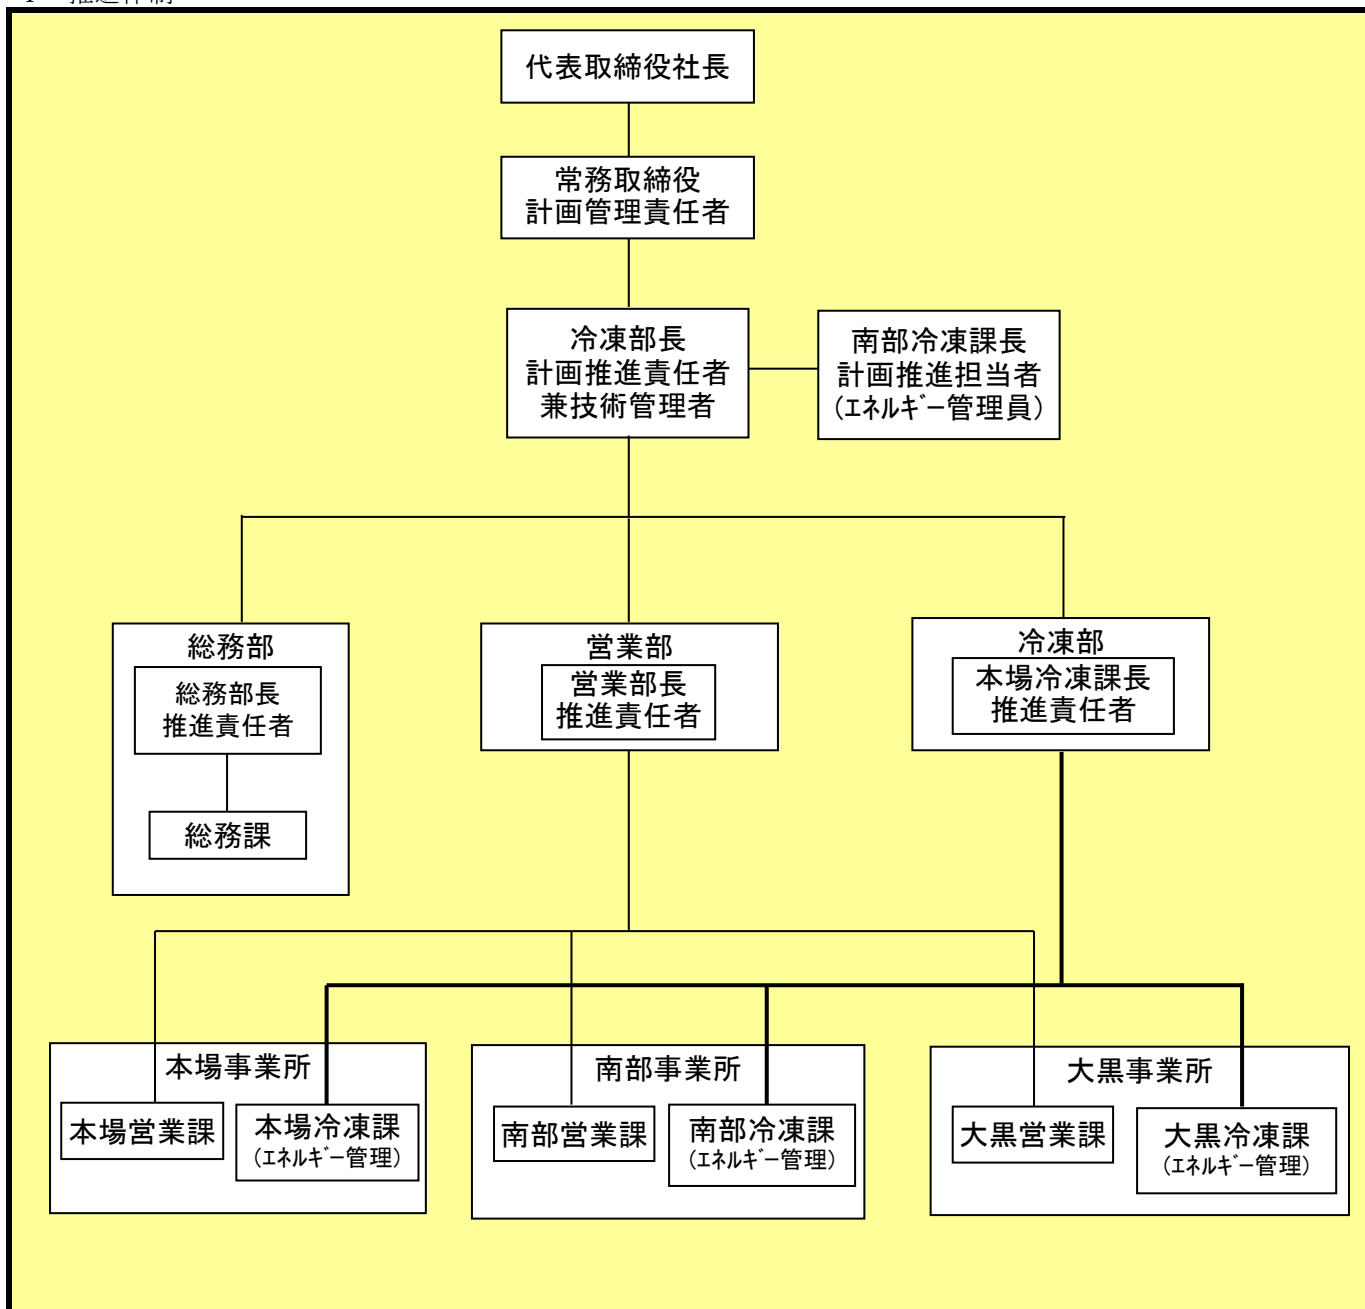 代表取締役社長
常務取締役
計画管理責任者
冷凍部長
計画推進責任者
兼技術管理者
南部冷凍課長
計画推進担当者
(ｴﾈﾙｷﾞｰ管理員)
総務部
総務部長
推進責任者
総務課
営業部
営業部長
推進責任者
冷凍部
本場冷凍課長
推進責任者
本場事業所
本場営業課
本場冷凍課
(ｴﾈﾙｷﾞｰ管理)
南部事業所
南部営業課
南部冷凍課
(ｴﾈﾙｷﾞｰ管理)
大黒事業所
大黒営業課
大黒冷凍課
(ｴﾈﾙｷﾞｰ管理)